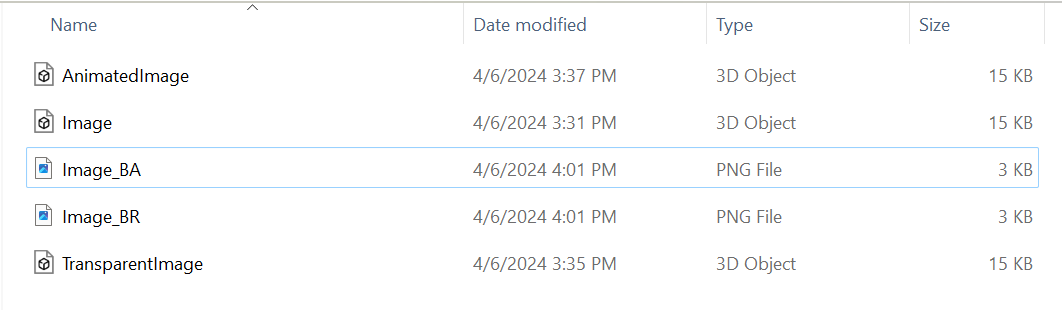 Name Date modified Type Size
AnimatedImage 4/6/2024 3:37 PM 3D Object 15 KB
Image 4/6/2024 3:31 PM 3D Object 15 KB
Image_BA 4/6/2024 4:01 PM PNG File 3 KB
Image_BR 4/6/2024 4:01 PM PNG File 3 KB
TransparentImage 4/6/2024 3:35 PM 3D Object 15 KB